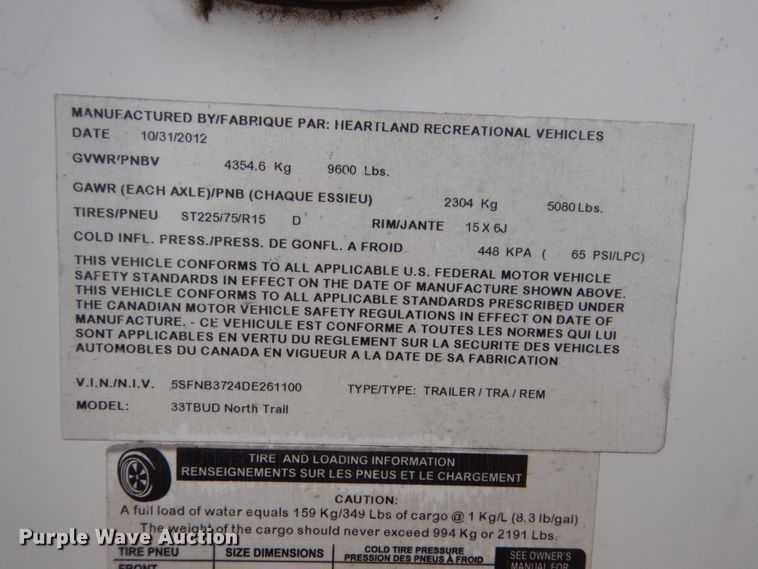 MANUFACTURED BY/FABRIQUE PAR: HEARTLAND RECREATIONAL VEHICLES
DATE 10/31/2012
GVWR/PNBV 4354.6 Kg 9600 Lbs.
GAWR (EACH AXLE)/PNB (CHAQUE ESSIEU) 2304 Kg 5080 Lbs.
TIRES/PNEU ST225/75/R15 D RIM/JANTE 15 X 6J
COLD INFL. PRESS./PRESS. DE GONFL. A FROID 448 KPA ( 65 PSI/LPC)
THIS VEHICLE CONFORMS TO ALL APPLICABLE U.S. FEDERAL MOTOR VEHICLE
SAFETY STANDARDS IN EFFECT ON THE DATE OF MANUFACTURE SHOWN ABOVE.
THIS VEHICLE CONFORMS TO ALL APPLICABLE STANDARDS PRESCRIBED UNDER
THE CANADIAN MOTOR VEHICLE SAFETY REGULATIONS IN EFFECT ON DATE OF
MANUFACTURE. - CE VEHICULE EST CONFORME A TOUTES LES NORMES QUI LUI
SONT APPLICABLES EN VERTU DU REGLEMENT SUR LA SECURITE DES VEHICLES
AUTOMOBILES DU CANADA EN VIGUEUR A LA DATE DE SA FABRICATION
V.I.N./N.I.V. 5SFNB3724DE261100 TYPE/TYPE: TRAILER / TRA / REM
MODEL: 33TBUD North Trail
TIRE AND LOADING INFORMATION
RENSEIGNEMENTS SUR LES PNEUS ET LE CHARGEMENT
CAUTION:
A full load of water equals 159 Kg/349 Lbs of cargo @ 1 Kg/L (8.3 lb/gal)
The weight of the cargo should never exceed 994 Kg or 2191 Lbs.
Purple Wave Auction
TIRE PNEU SIZE DIMENSIONS COLD TIRE PRESSURE
PRESSION DES PNEUS À FROID
SEE OWNER'S
MANUAL FOR
FRONT